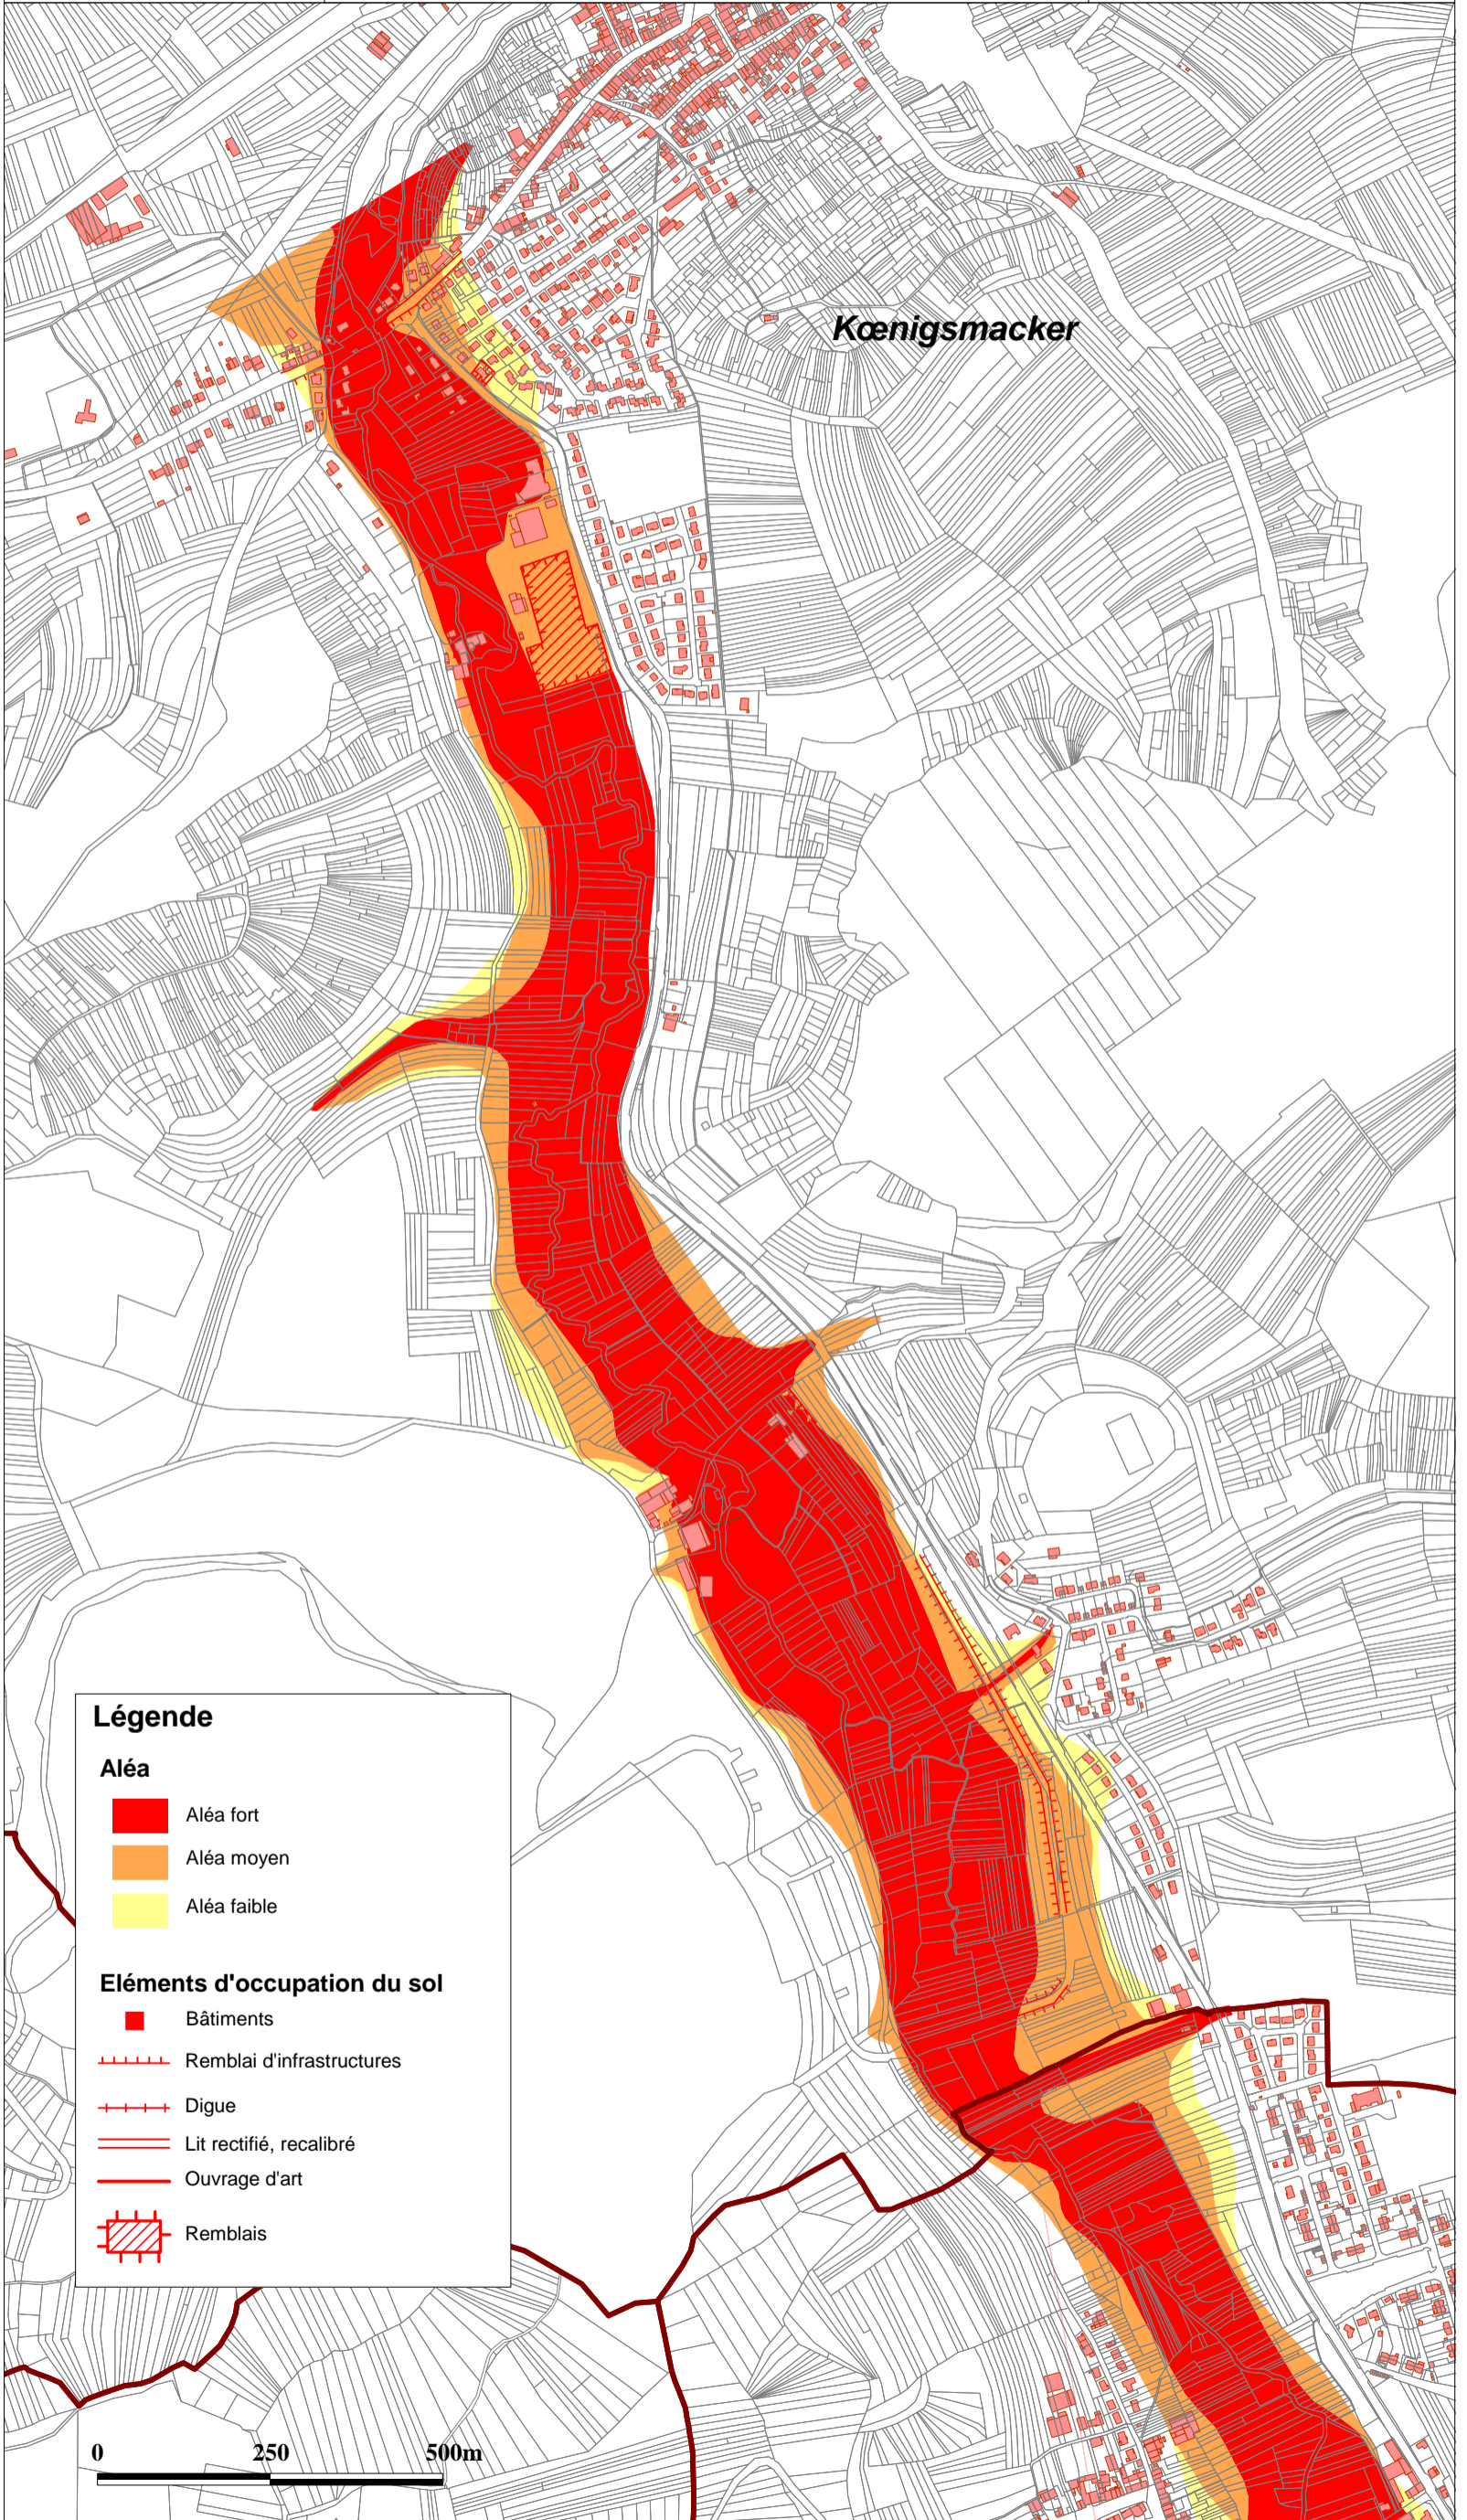 Kœnigsmacker
Légende
Aléa
Aléa fort
Aléa moyen
Aléa faible
Eléments d'occupation du sol
Bâtiments
Remblai d'infrastructures
Digue
Lit rectifié, recalibré
Ouvrage d'art
Remblais
0 250 500m